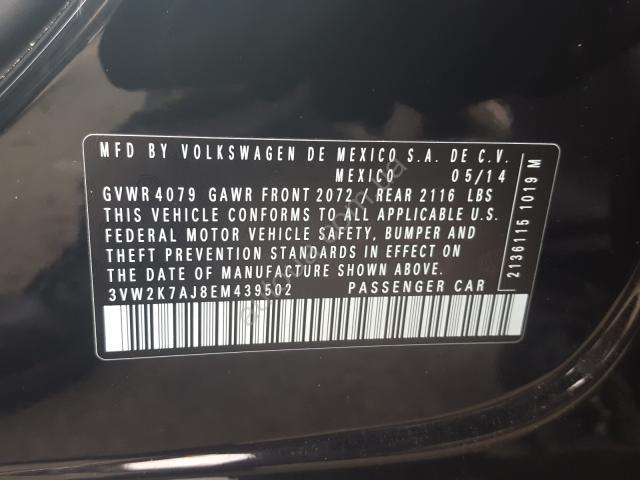 MFD BY VOLKSWAGEN DE MEXICO S.A. DE C.V.
MEXICO 05/14
GVWR 4079 GAWR FRONT 2072 REAR 2116 LBS
THIS VEHICLE CONFORMS TO ALL APPLICABLE U.S.
FEDERAL MOTOR VEHICLE SAFETY, BUMPER AND
THEFT PREVENTION STANDARDS IN EFFECT ON
THE DATE OF MANUFACTURE SHOWN ABOVE
3VW2K7AJ8EM439502 PASSENGER CAR
2136115 1019 M